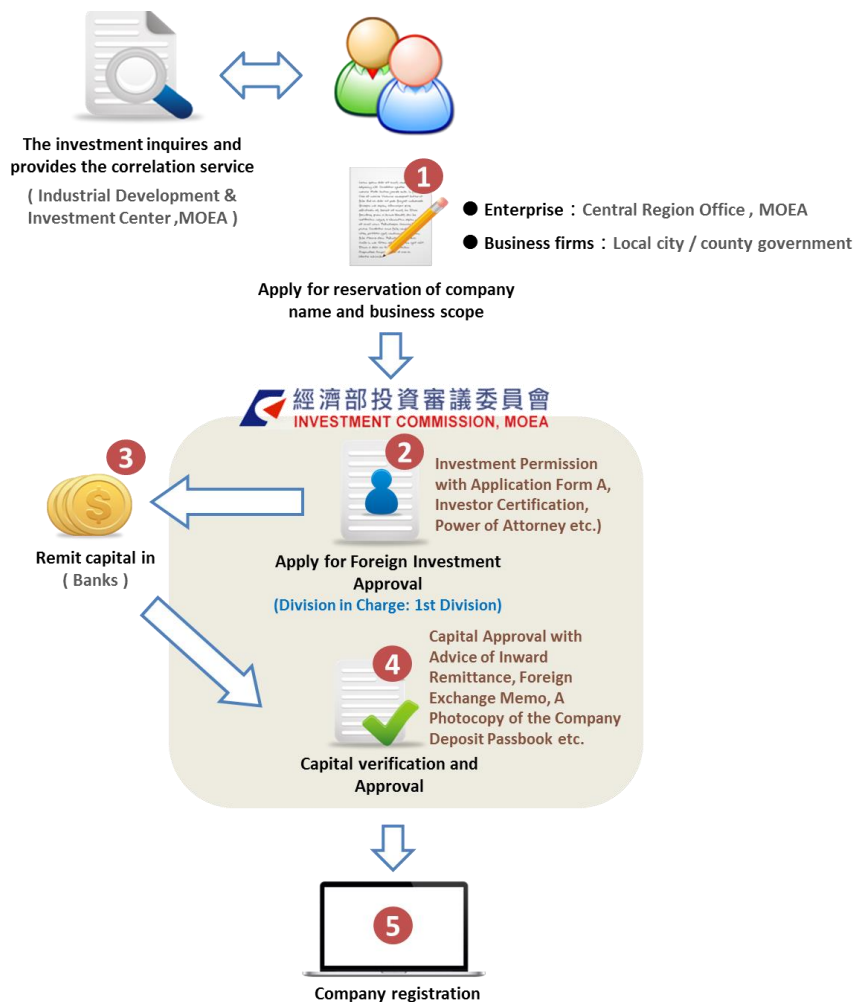 The investment inquires and
provides the correlation service
( Industrial Development &
Investment Center ,MOEA )
1
● Enterprise：Central Region Office , MOEA
● Business firms：Local city / county government
Apply for reservation of company
name and business scope
經濟部投資審議委員會
INVESTMENT COMMISSION, MOEA
2
Investment Permission
with Application Form A,
Investor Certification,
Power of Attorney etc.)
Apply for Foreign Investment
Approval
(Division in Charge: 1st Division)
3
$
Remit capital in
( Banks )
4
Capital Approval with
Advice of Inward
Remittance, Foreign
Exchange Memo, A
Photocopy of the Company
Deposit Passbook etc.
Capital verification and
Approval
5
Company registration